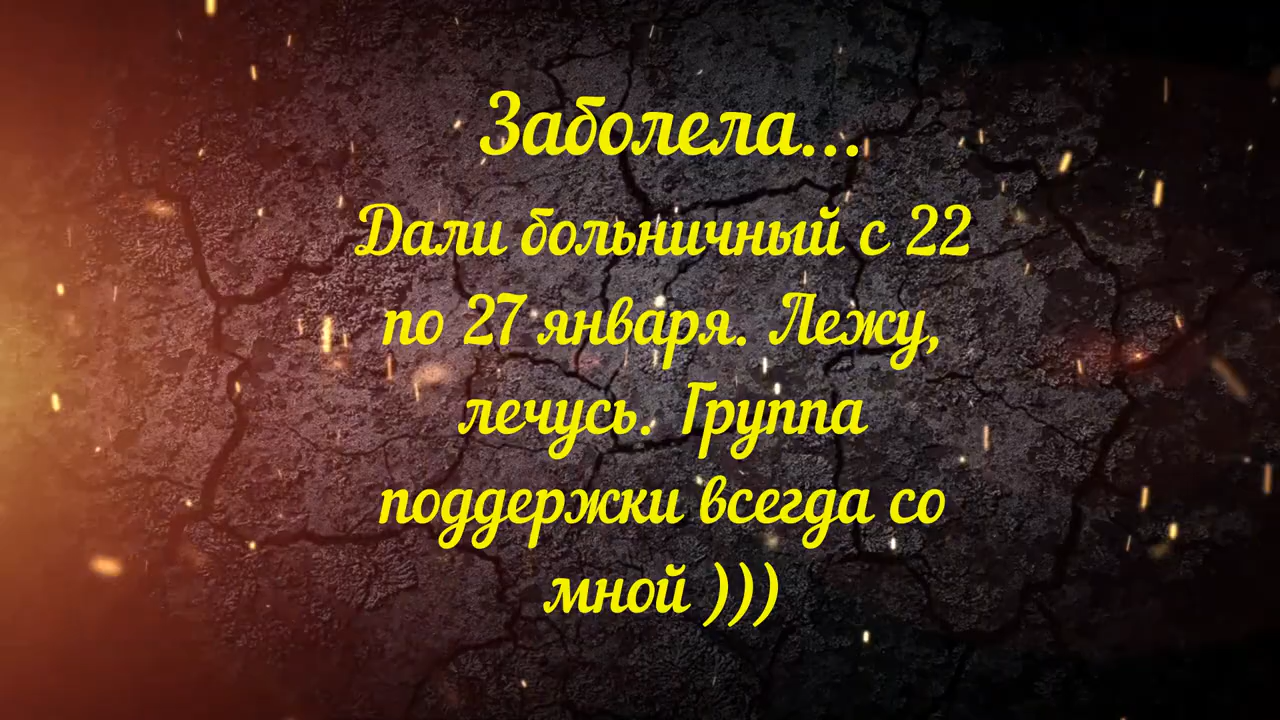 Заболела...
Дали больничный с 22
по 27 января. Лежу,
лечусь. Группа
поддержки всегда со
мной )))